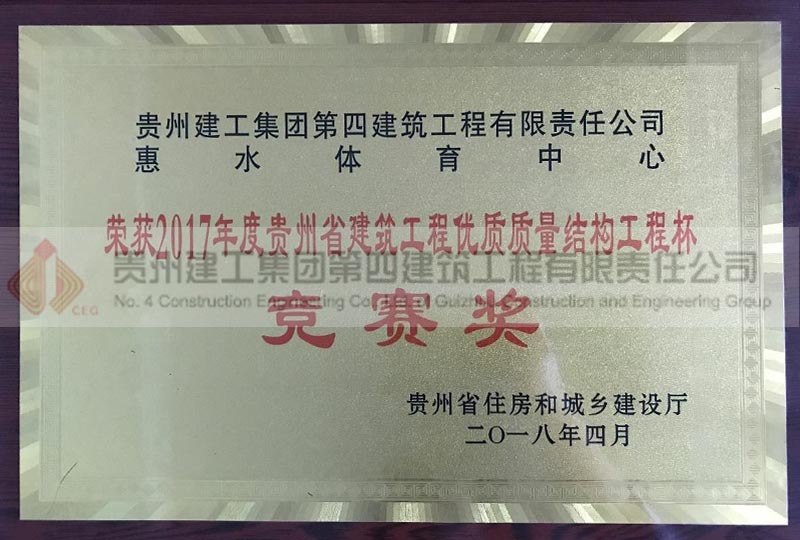 贵州建工集团第四建筑工程有限责任公司
惠水体育中心
荣获2017年度贵州省建筑工程优质质量结构工程杯
贵州建工集团第四建筑工程有限责任公司
CEG
No. 4 Construction Engineering Co., Ltd of Guizhou Construction and Engineering Group
竞赛奖
贵州省住房和城乡建设厅
二〇一八年四月